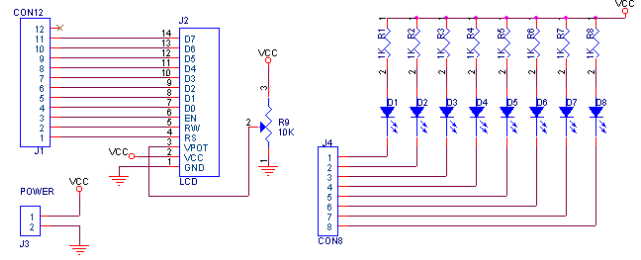 CON12
12
11
10
9
8
7
6
5
4
3
2
1
J1
J2
14 D7
13 D6
12 D5
11 D4
10 D3
9 D2
8 D1
7 D0
6 EN
5 RW
4 RS
3 VPOT
2 VCC
1 GND
LCD
VCC
VCC
3
2
R9
10K
1
POWER
VCC
1
2
J3
VCC
1 1K R1 2
1K R2 2
1K R3 2
1K R4 2
1K R5 2
1K R6 2
1K R7 2
1K R8 2
D1 D2 D3 D4 D5 D6 D7 D8
J4
1
2
3
4
5
6
7
8
CON8